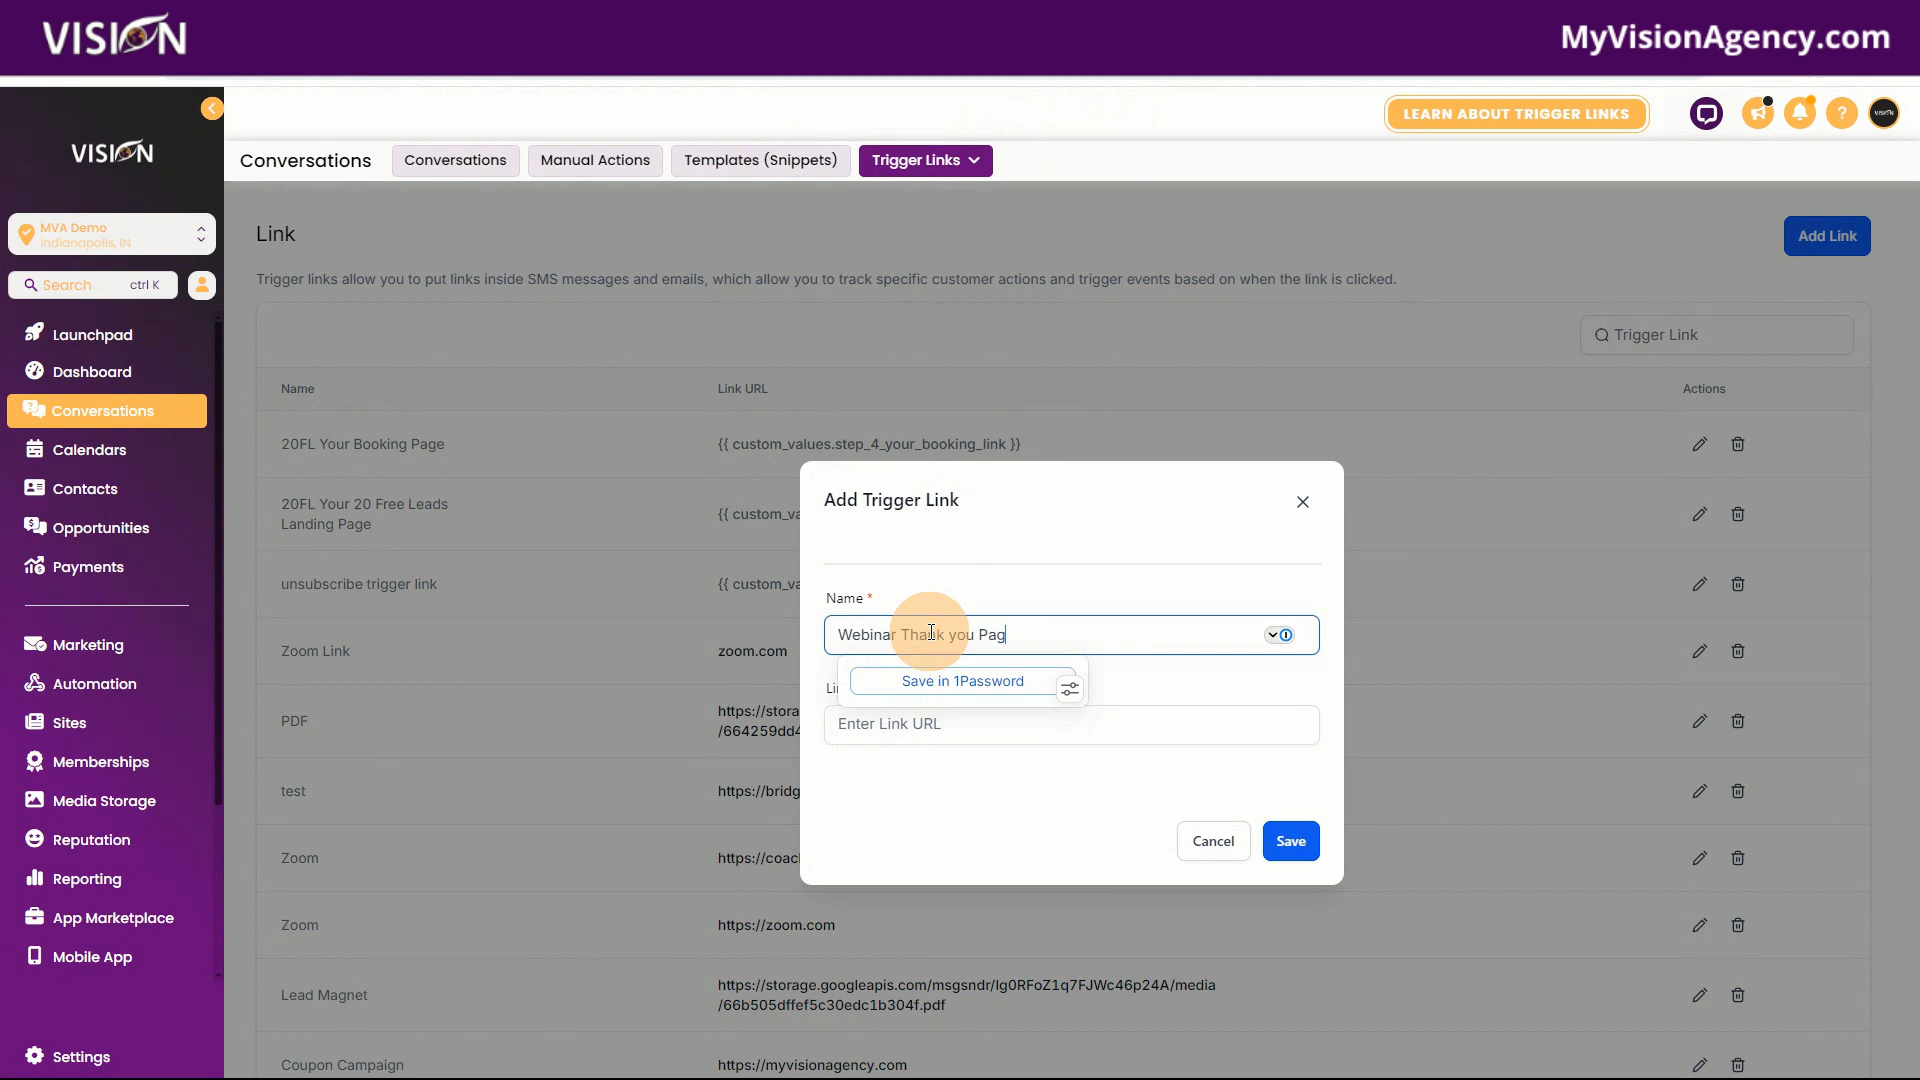 VISION
MyVisionAgency.com
LEARN ABOUT TRIGGER LINKS
VISION
VISION
Conversations
Conversations
Manual Actions
Templates (Snippets)
Trigger Links
MVA Demo
Indianapolis, IN
Search
ctrl K
Launchpad
Dashboard
Conversations
Calendars
Contacts
Opportunities
Payments
Marketing
Automation
Sites
Memberships
Media Storage
Reputation
Reporting
App Marketplace
Mobile App
Settings
Link
Add Link
Trigger links allow you to put links inside SMS messages and emails, which allow you to track specific customer actions and trigger events based on when the link is clicked.
Trigger Link
Name
Link URL
Actions
20FL Your Booking Page
{{ custom_values.step_4_your_booking_link }}
20FL Your 20 Free Leads
Landing Page
{{ custom_va
unsubscribe trigger link
{{ custom_va
Zoom Link
zoom.com
PDF
https://stora
/664259dd4
test
https://bridg
Zoom
https://coacl
Zoom
https://zoom.com
Lead Magnet
https://storage.googleapis.com/msgsndr/Ig0RFoZ1q7FJWc46p24A/media
/66b505dffef5c30edc1b304f.pdf
Coupon Campaign
https://myvisionagency.com
Add Trigger Link
Name *
Webinar Thank you Pag
Save in 1Password
Li
Enter Link URL
Cancel
Save